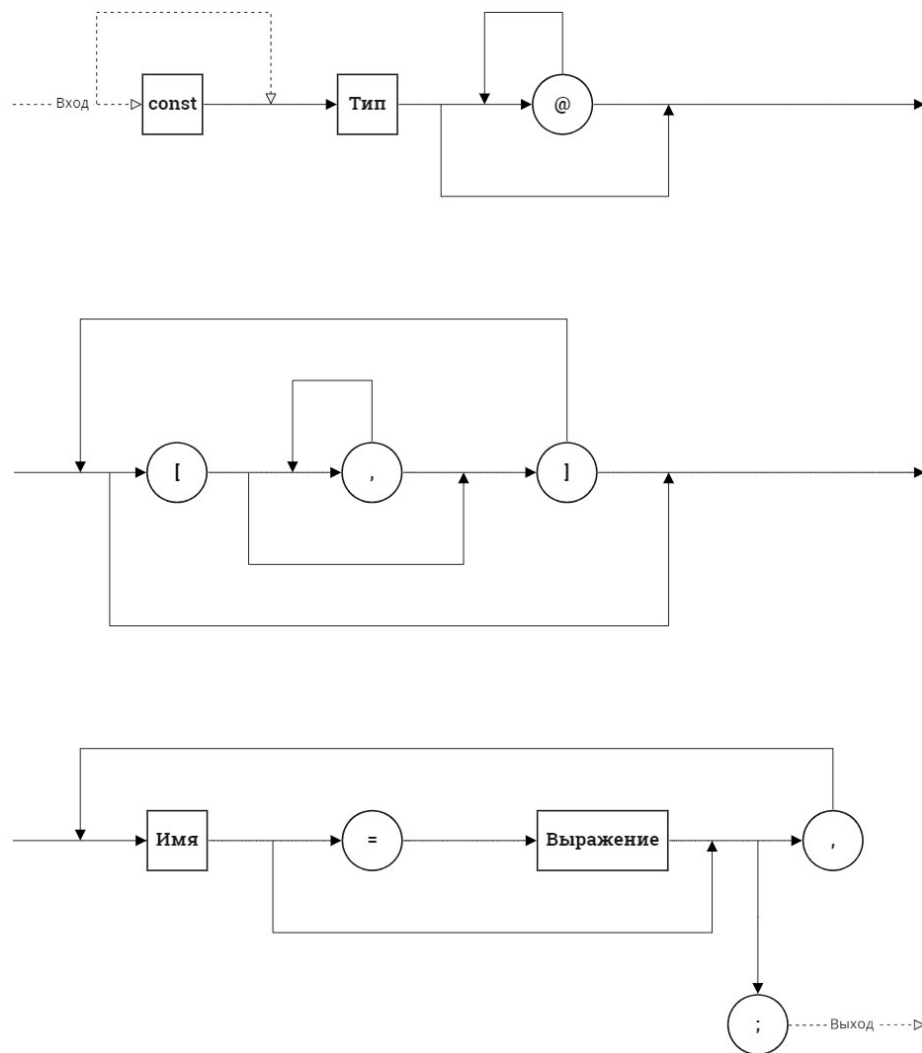 Вход const Тип @
[ , ]
Имя = Выражение ,
; Выход